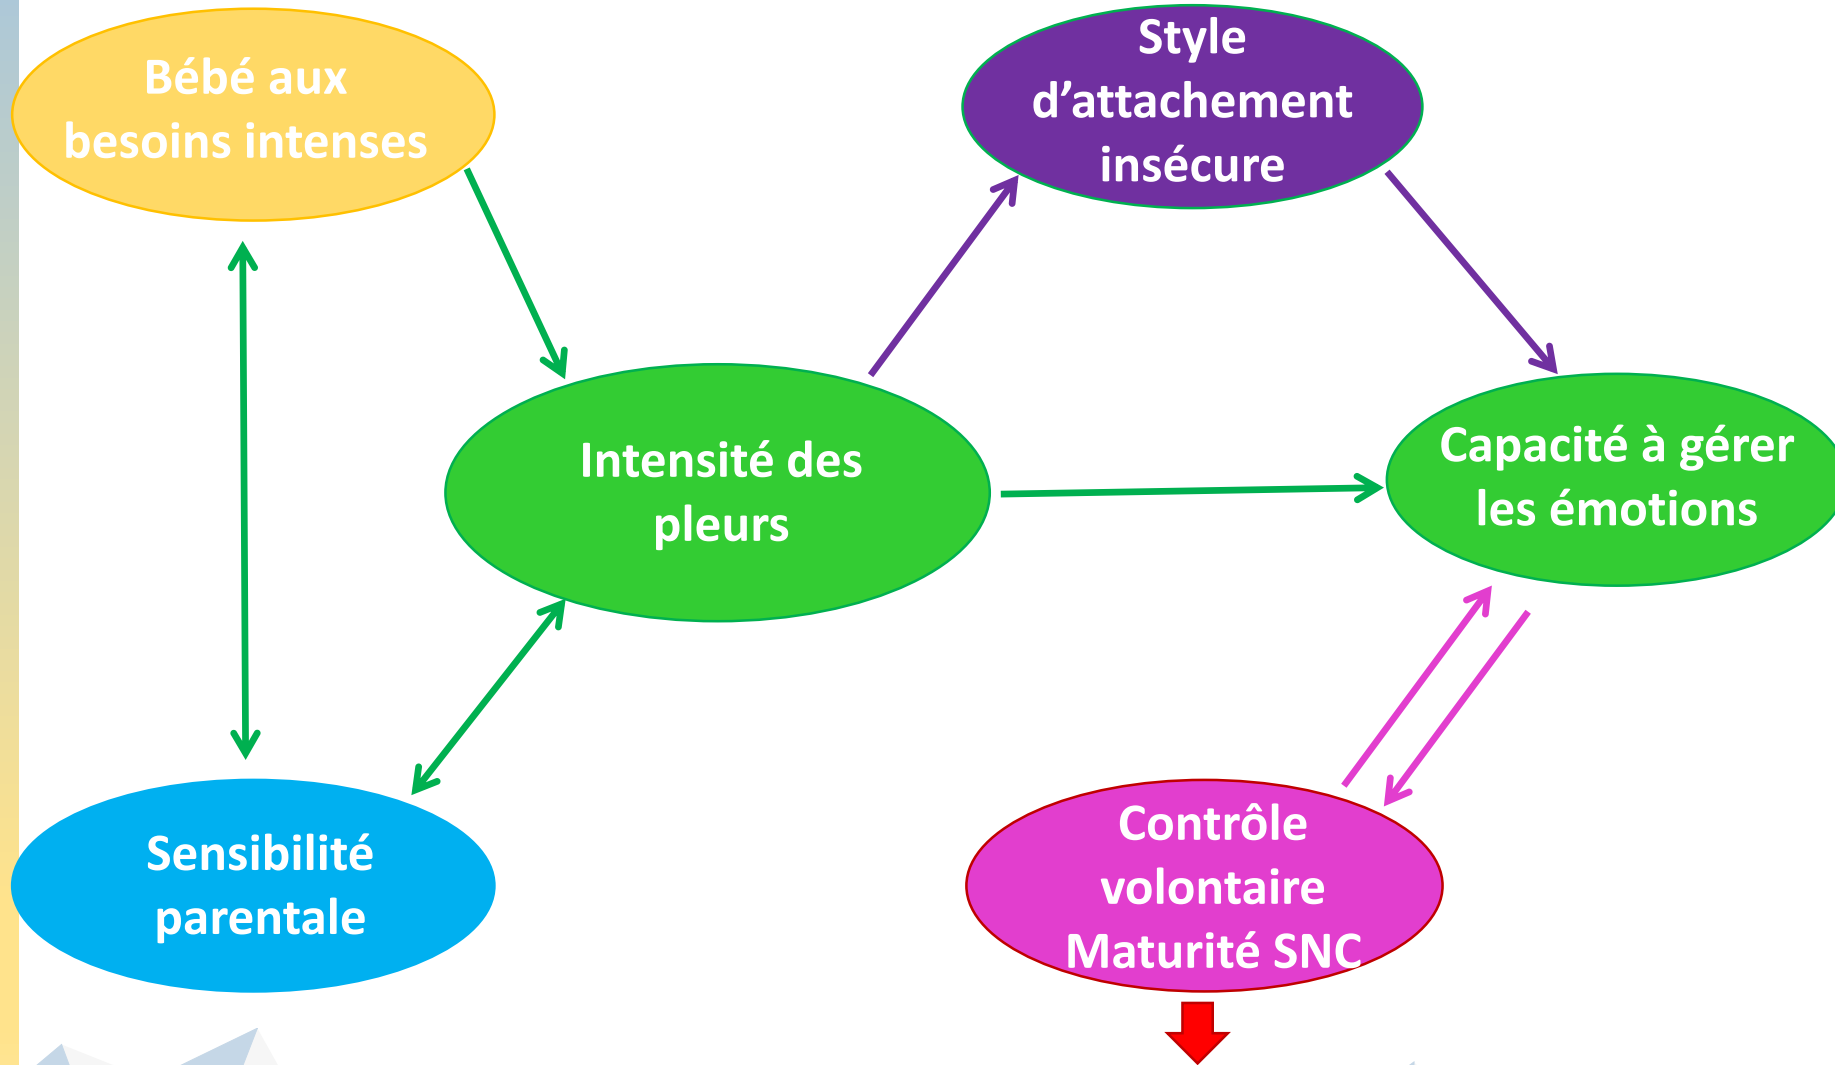 Bébé aux
besoins intenses
Style
d’attachement
insécure
Intensité des
pleurs
Capacité à gérer
les émotions
Sensibilité
parentale
Contrôle
volontaire
Maturité SNC